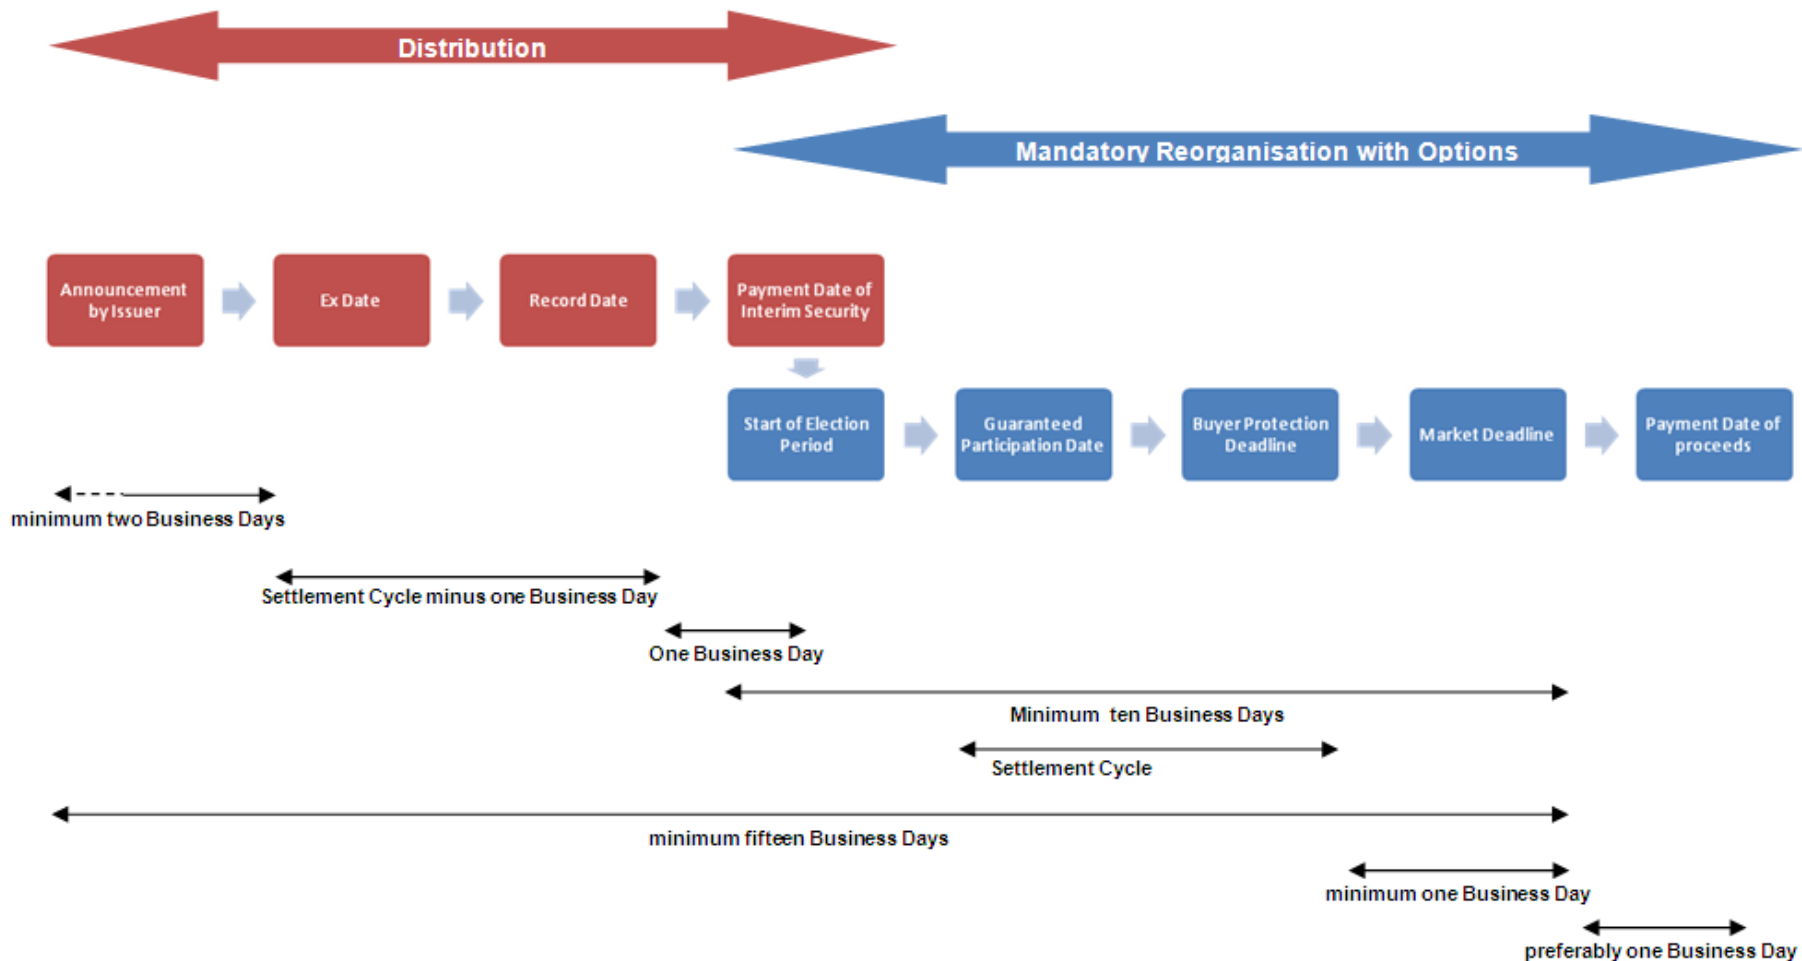 Distribution
Mandatory Reorganisation with Options
Announcement
by Issuer
Ex Date
Record Date
Payment Date of
Interim Security
Start of Election
Period
Guaranteed
Participation Date
Buyer Protection
Deadline
Market Deadline
Payment Date of
proceeds
minimum two Business Days
Settlement Cycle minus one Business Day
One Business Day
Minimum ten Business Days
Settlement Cycle
minimum fifteen Business Days
minimum one Business Day
preferably one Business Day